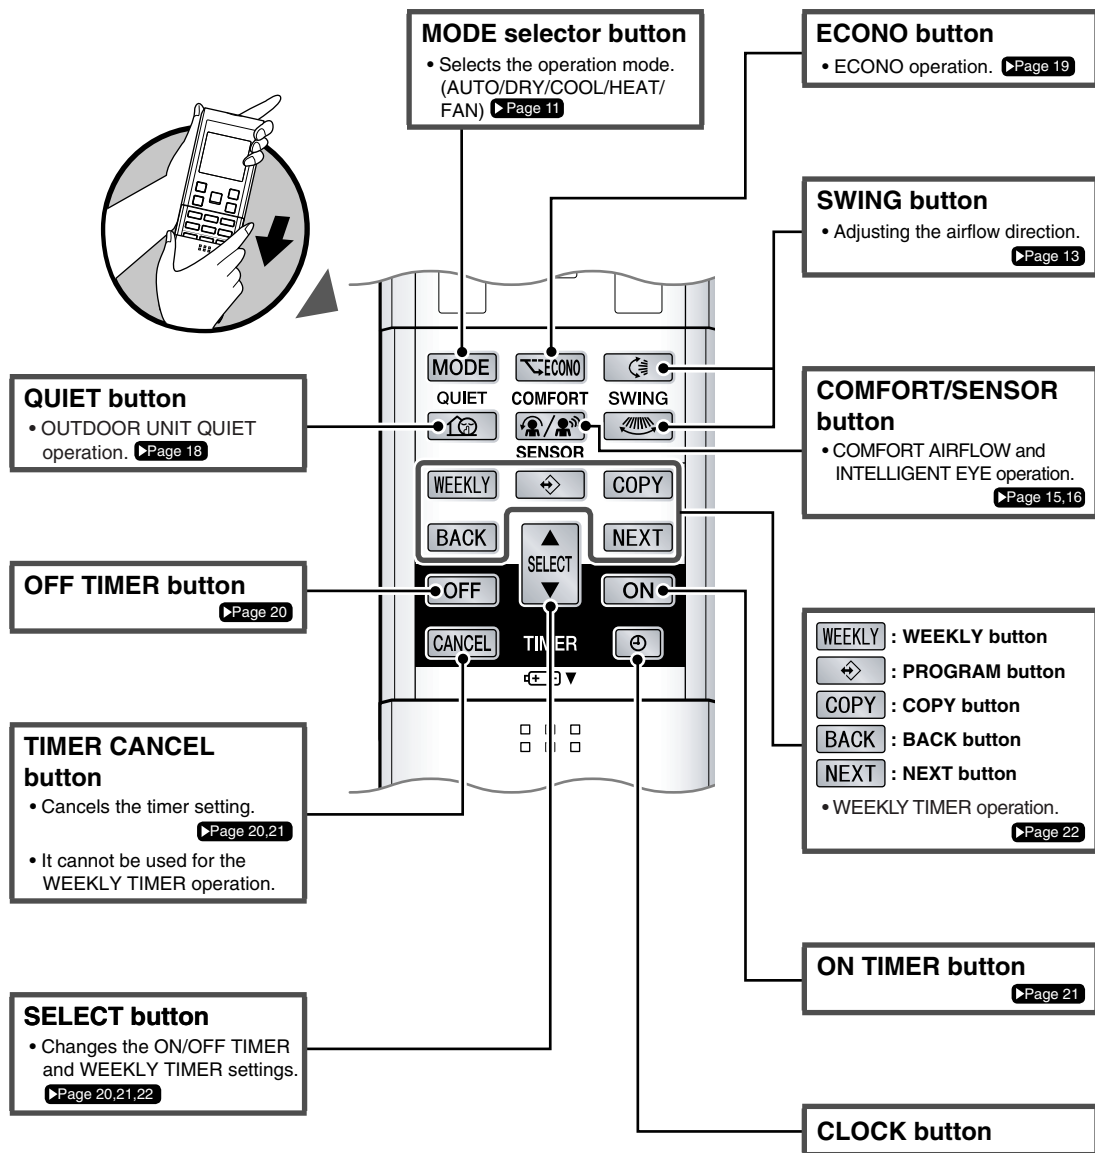 MODE selector button
• Selects the operation mode.
(AUTO/DRY/COOL/HEAT/
FAN) ▶Page 11
ECONO button
• ECONO operation. ▶Page 19
SWING button
• Adjusting the airflow direction.
▶Page 13
QUIET button
• OUTDOOR UNIT QUIET
operation. ▶Page 18
COMFORT/SENSOR
button
• COMFORT AIRFLOW and
INTELLIGENT EYE operation.
▶Page 15,16
MODE ECONO
QUIET COMFORT SWING
SENSOR
WEEKLY COPY
BACK SELECT NEXT
OFF ON
CANCEL TIMER
OFF TIMER button
▶Page 20
WEEKLY : WEEKLY button
: PROGRAM button
COPY : COPY button
BACK : BACK button
NEXT : NEXT button
• WEEKLY TIMER operation.
▶Page 22
TIMER CANCEL
button
• Cancels the timer setting.
▶Page 20,21
• It cannot be used for the
WEEKLY TIMER operation.
ON TIMER button
▶Page 21
SELECT button
• Changes the ON/OFF TIMER
and WEEKLY TIMER settings.
▶Page 20,21,22
CLOCK button